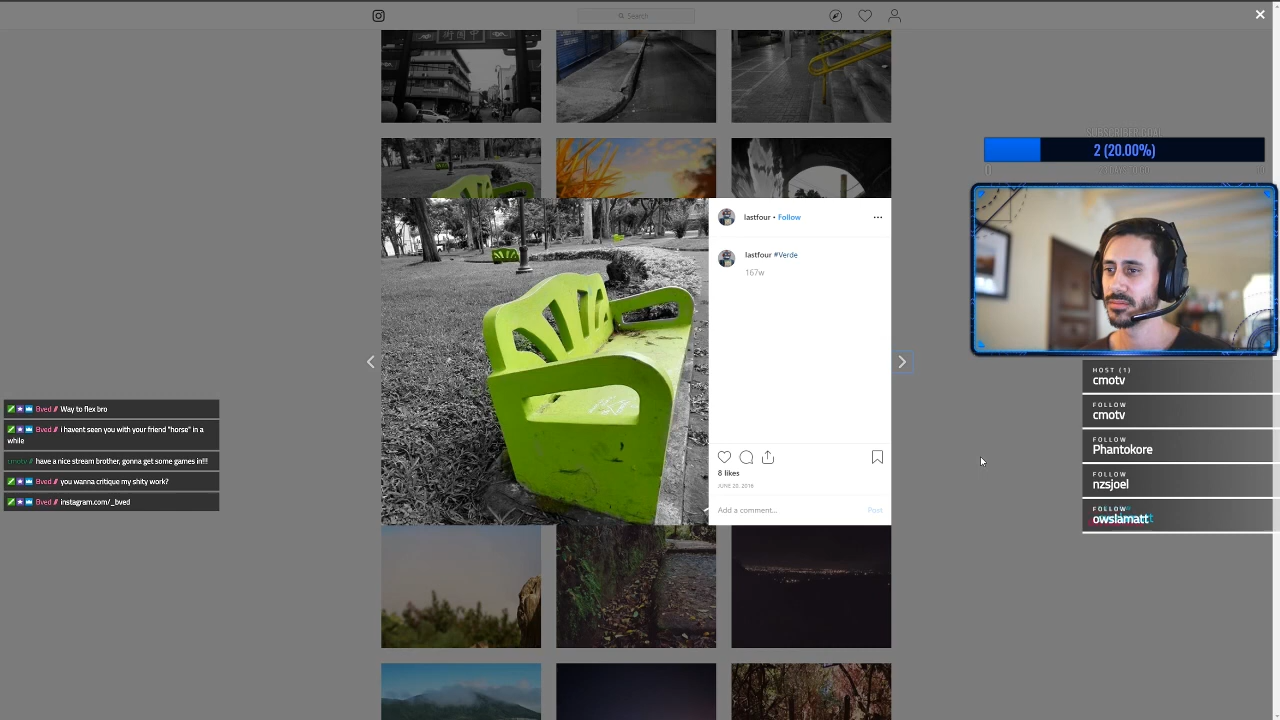 Search
SUBSCRIBER GOAL
2 (20.00%)
lastfour • Follow
lastfour #Verde
167w
8 likes
JUNE 20, 2016
Add a comment...
Post
HOST (1)
cmotv
FOLLOW
cmotv
FOLLOW
Phantokore
FOLLOW
nzsjoel
FOLLOW
owslamatt
Bved // Way to flex bro
Bved // i havent seen you with your friend "horse" in a
while
cmotv // have a nice stream brother, gonna get some games in!!!
Bved // you wanna critique my shity work?
Bved // instagram.com/_bved